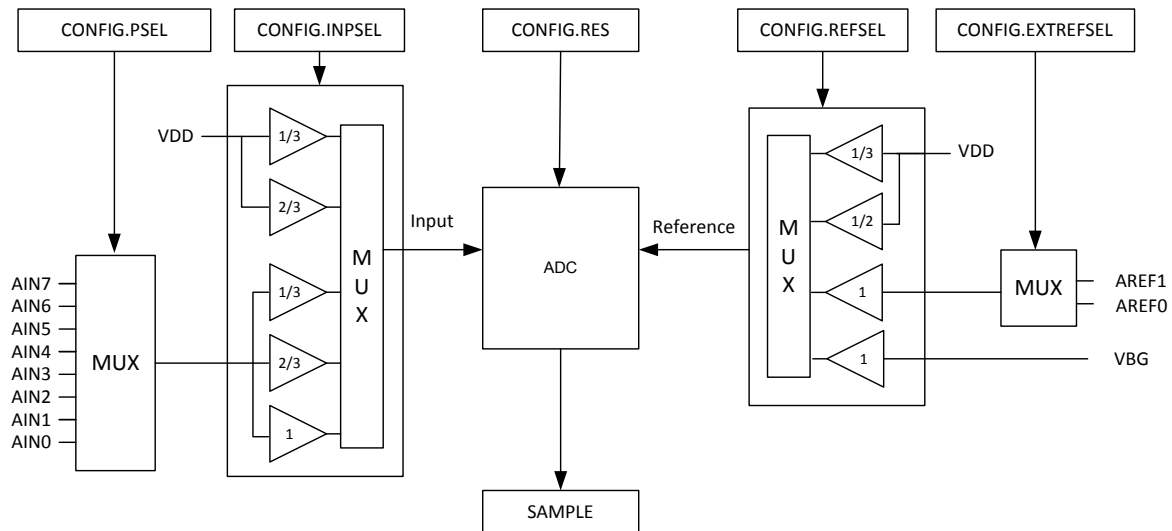 CONFIG.PSEL
CONFIG.INPSEL
CONFIG.RES
CONFIG.REFSEL
CONFIG.EXTREFSEL
VDD
1/3
2/3
1/3
2/3
1
M
U
X
Input
AIN7
AIN6
AIN5
AIN4
AIN3
AIN2
AIN1
AIN0
MUX
ADC
Reference
M
U
X
1/3
1/2
1
1
VDD
MUX
AREF1
AREF0
VBG
SAMPLE